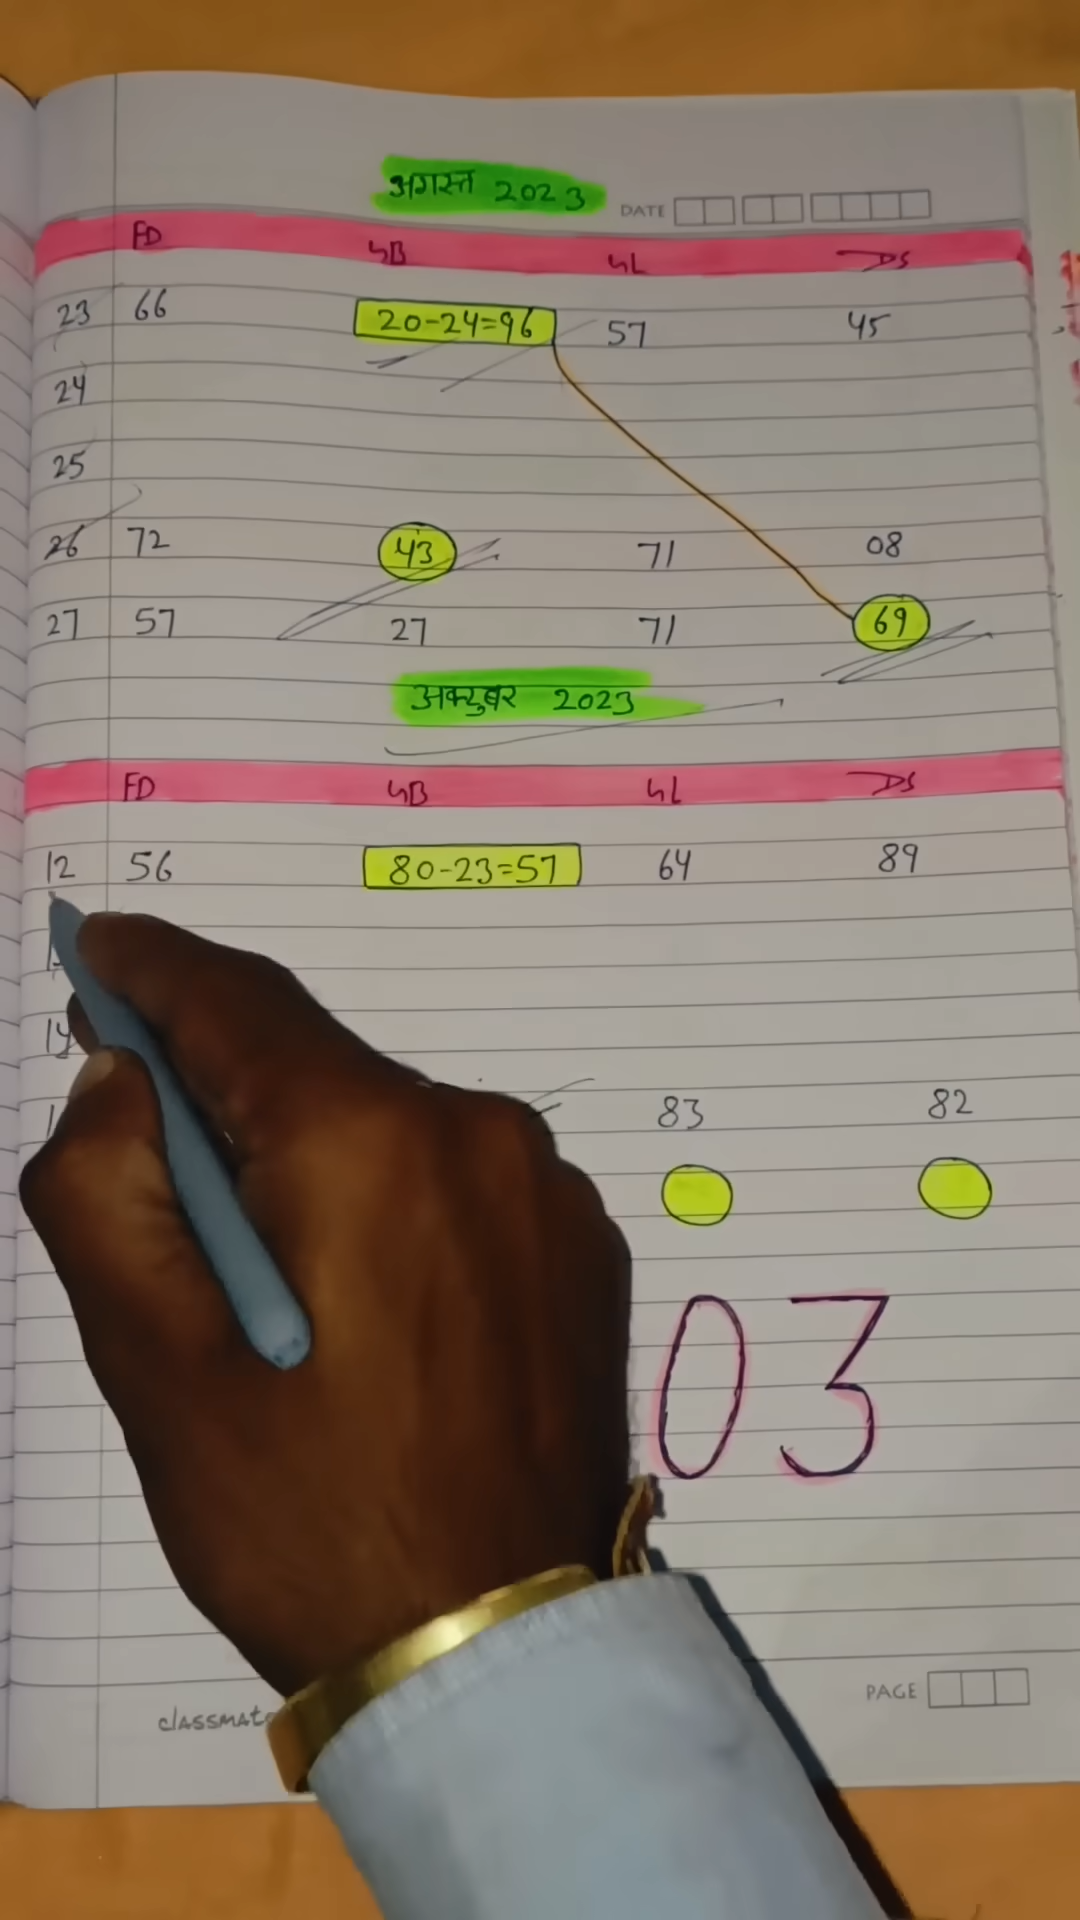 अगस्त 2023
DATE
FD GB GL DS
23 66 20-24=96 57 45
24
25
26 72 43 71 08
27 57 27 71 69
अक्टुबर 2023
FD GB GL DS
12 56 80-23=57 64 89
14
83 82
03
PAGE
classmate